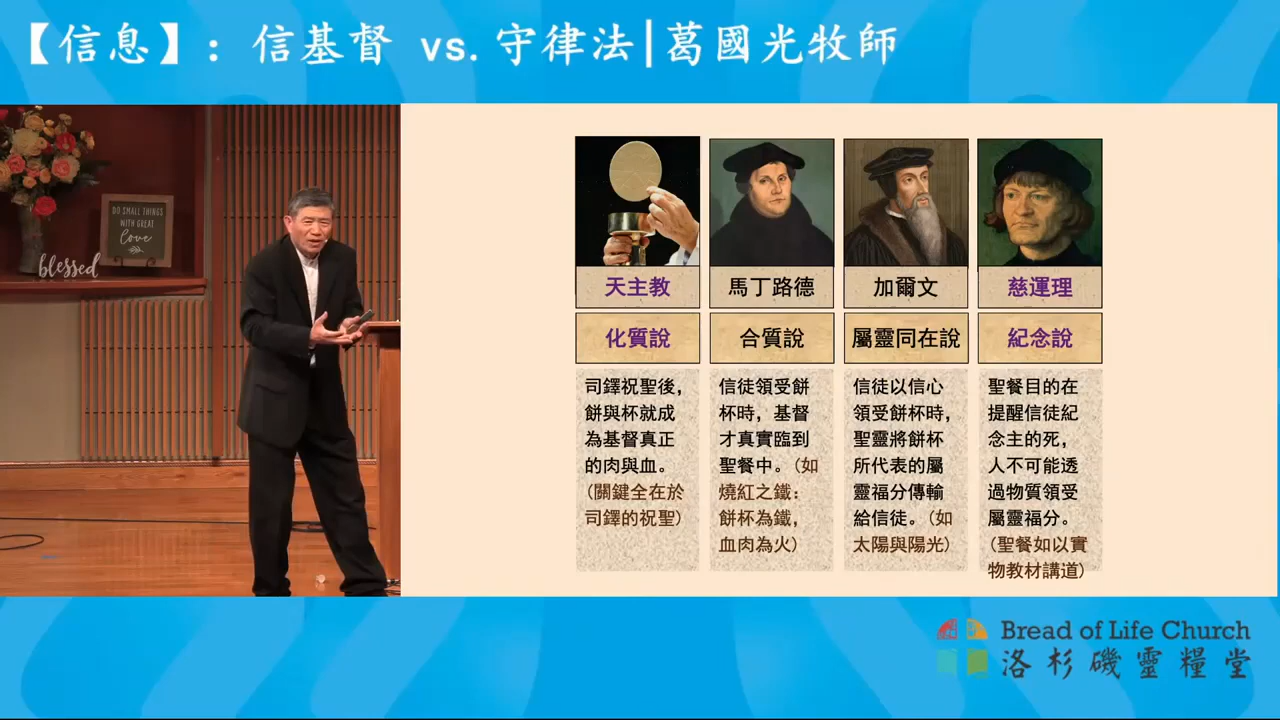 【信息】：信基督 vs. 守律法|葛國光牧師
DO SMALL THINGS
WITH GREAT
Love
blessed
天主教
馬丁路德
加爾文
慈運理
化質說
合質說
屬靈同在說
紀念說
司鐸祝聖後，
餅與杯就成
為基督真正
的肉與血。
(關鍵全在於
司鐸的祝聖)
信徒領受餅
杯時，基督
才真實臨到
聖餐中。(如
燒紅之鐵：
餅杯為鐵，
血肉為火)
信徒以信心
領受餅杯時，
聖靈將餅杯
所代表的屬
靈福分傳輸
給信徒。(如
太陽與陽光)
聖餐目的在
提醒信徒紀
念主的死，
人不可能透
過物質領受
屬靈福分。
(聖餐如以實
物教材講道)
Bread of Life Church
洛杉磯靈糧堂